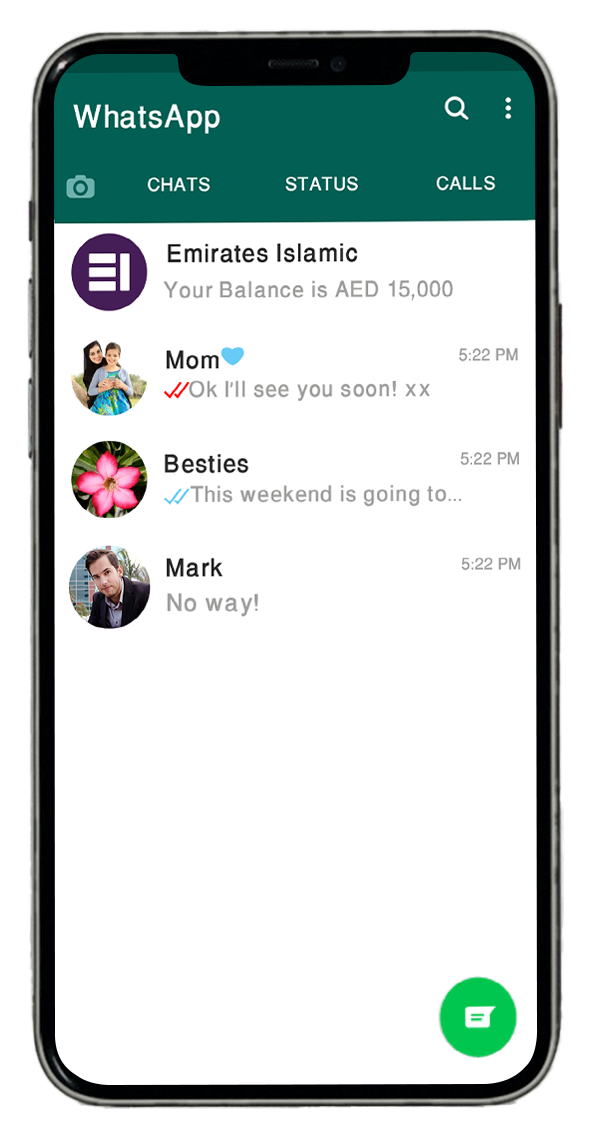 WhatsApp
CHATS STATUS CALLS
Emirates Islamic
Your Balance is AED 15,000
Mom 5:22 PM
Ok I'll see you soon! xx
Besties 5:22 PM
This weekend is going to...
Mark 5:22 PM
No way!